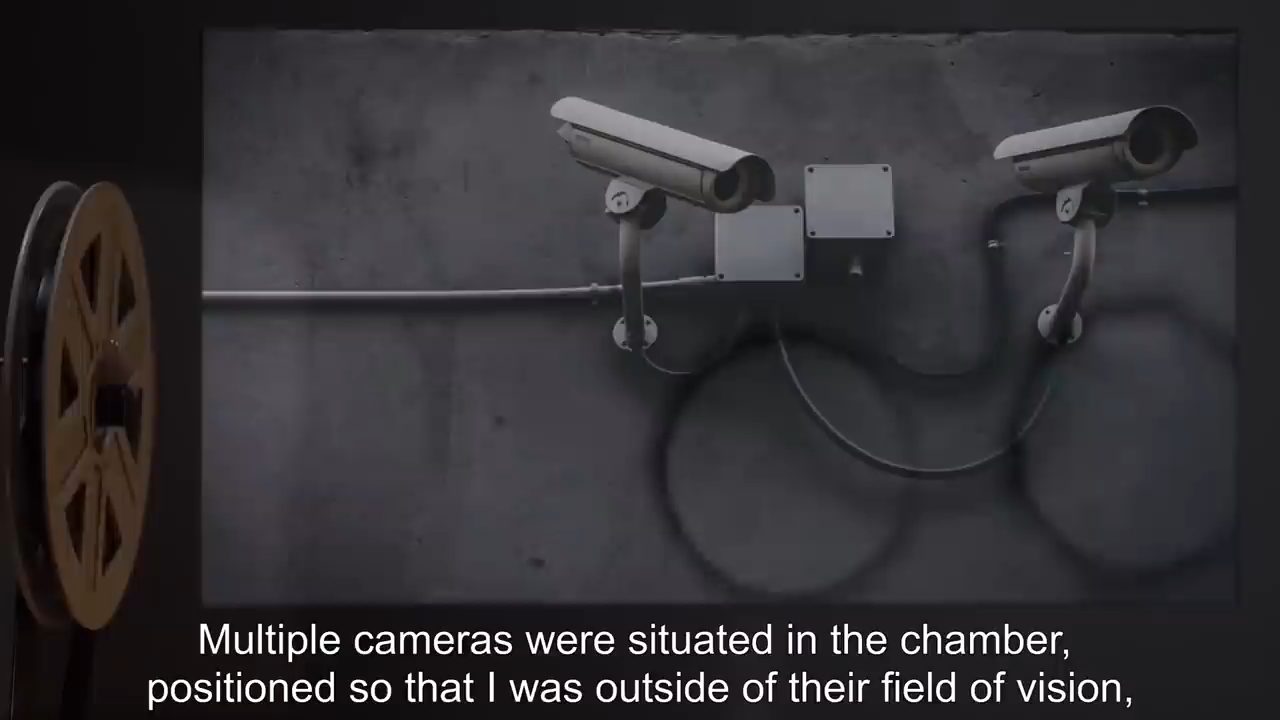 Multiple cameras were situated in the chamber,
positioned so that I was outside of their field of vision,